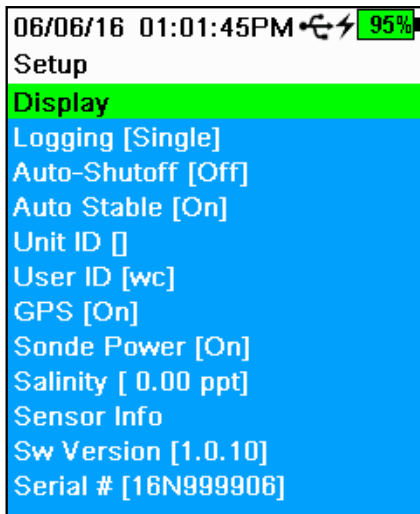 06/06/16 01:01:45PM 95%
Setup
Display
Logging [Single]
Auto-Shutoff [Off]
Auto Stable [On]
Unit ID []
User ID [wc]
GPS [On]
Sonde Power [On]
Salinity [ 0.00 ppt]
Sensor Info
Sw Version [1.0.10]
Serial # [16N999906]